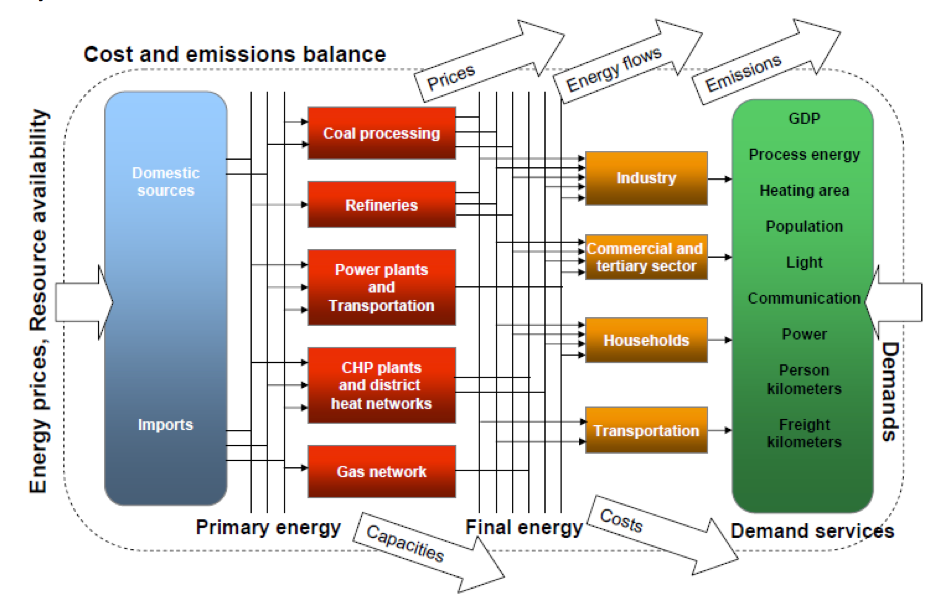 Cost and emissions balance
Prices
Energy flows
Emissions
Energy prices, Resource availability
Domestic
sources
Imports
Primary energy
Coal processing
Refineries
Power plants
and
Transportation
CHP plants
and district
heat networks
Gas network
Capacities
Final energy
Industry
Commercial and
tertiary sector
Households
Transportation
Costs
GDP
Process energy
Heating area
Population
Light
Communication
Power
Person
kilometers
Freight
kilometers
Demand services
Demands